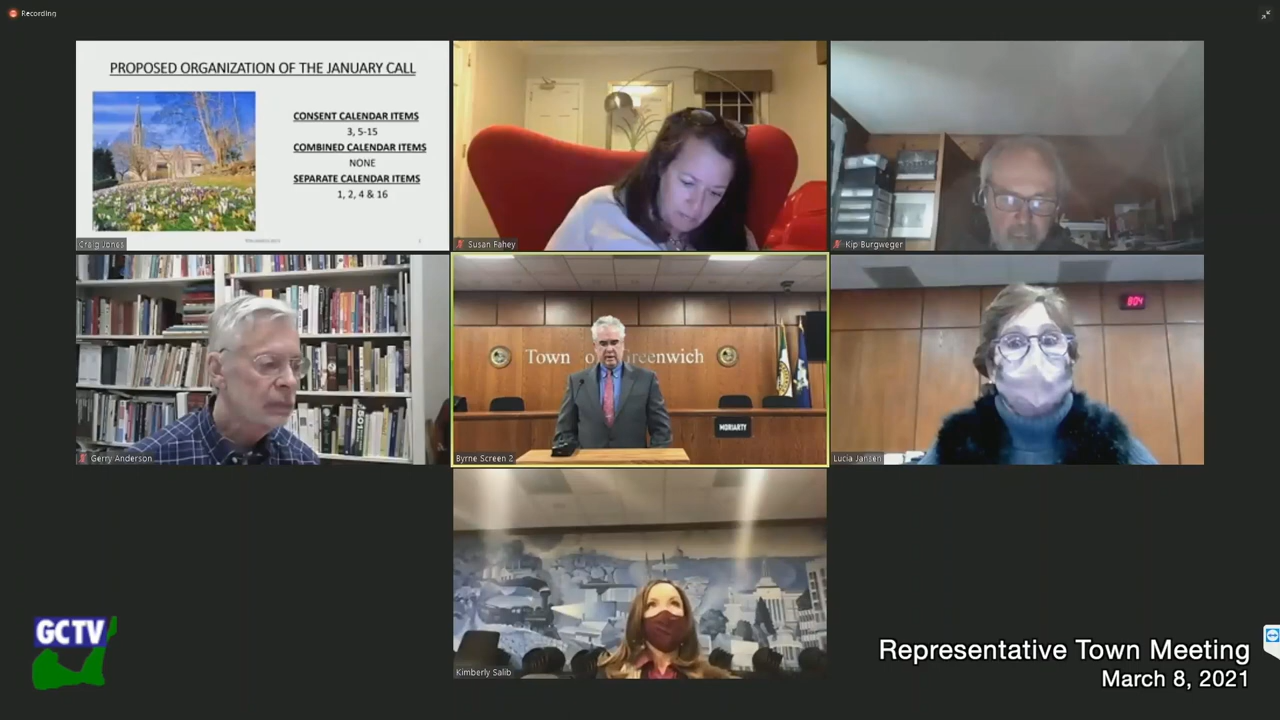 Recording
PROPOSED ORGANIZATION OF THE JANUARY CALL
CONSENT CALENDAR ITEMS
3, 5-15
COMBINED CALENDAR ITEMS
NONE
SEPARATE CALENDAR ITEMS
1, 2, 4 & 16
Craig Jones
Susan Fahey
Kip Burgweger
Gerry Anderson
Town of Greenwich
MORIARTY
Byrne Screen 2
804
Lucia Jansen
Kimberly Salib
GCTV
Representative Town Meeting
March 8, 2021